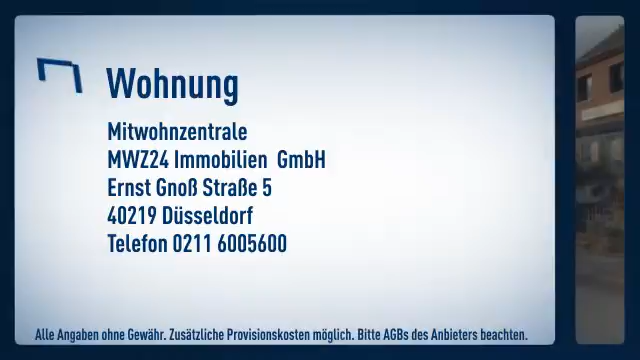 Wohnung
Mitwohnzentrale
MWZ24 Immobilien GmbH
Ernst Gnoß Straße 5
40219 Düsseldorf
Telefon 0211 6005600
Alle Angaben ohne Gewähr. Zusätzliche Provisionskosten möglich. Bitte AGBs des Anbieters beachten.